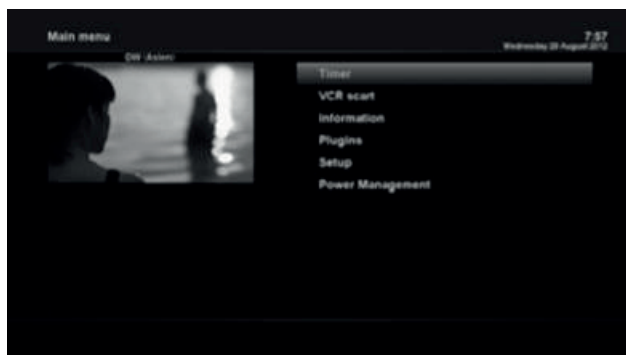 Main menu
7:57
Wednesday 29 August 2012
DW (Asien)
Timer
VCR scart
Information
Plugins
Setup
Power Management